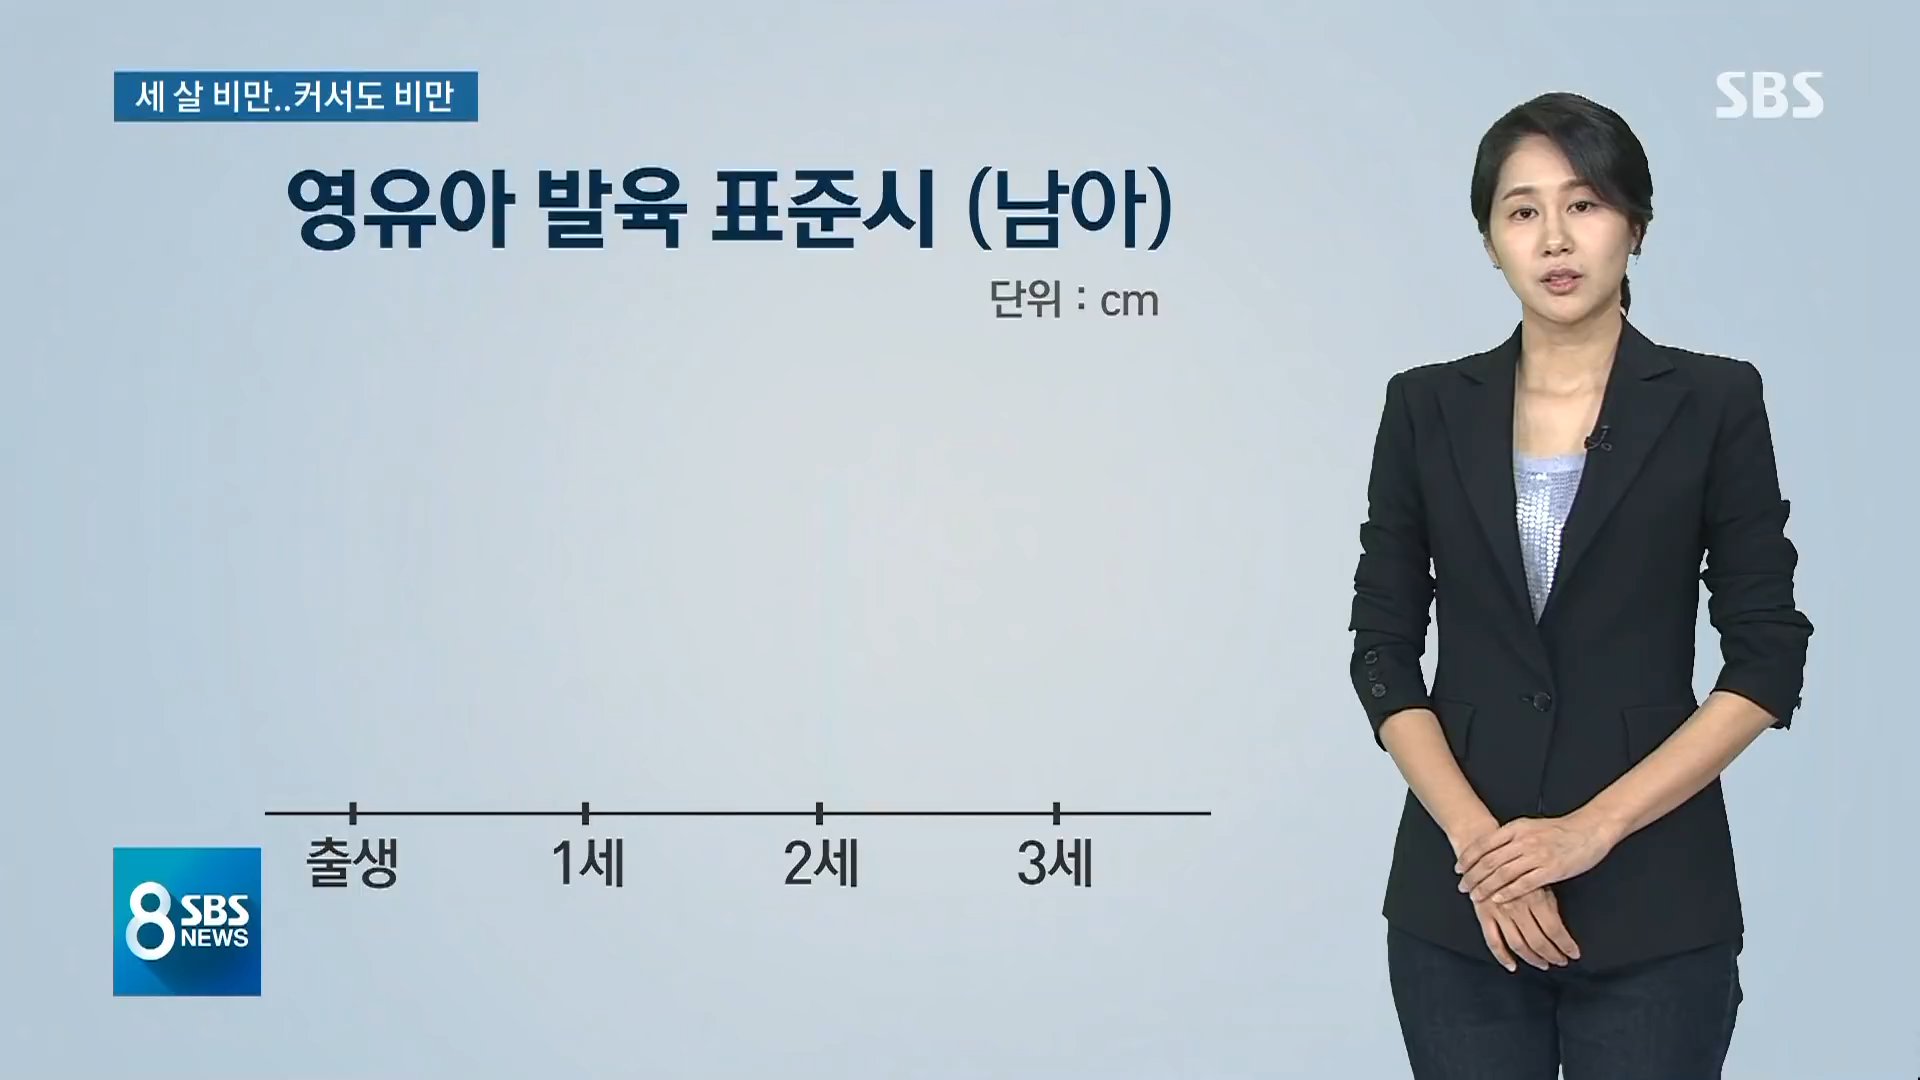 세 살 비만..커서도 비만
SBS
영유아 발육 표준시 (남아)
단위 : cm
출생 1세 2세 3세
8 SBS NEWS